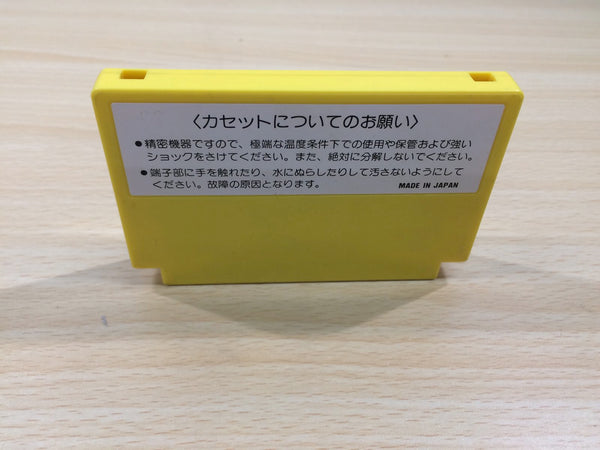 〈カセットについてのお願い〉
●精密機器ですので、極端な温度条件下での使用や保管および強い
ショックをさけてください。また、絶対に分解しないでください。
●端子部に手を触れたり、水にぬらしたりして汚さないようにして
ください。故障の原因となります。
MADE IN JAPAN